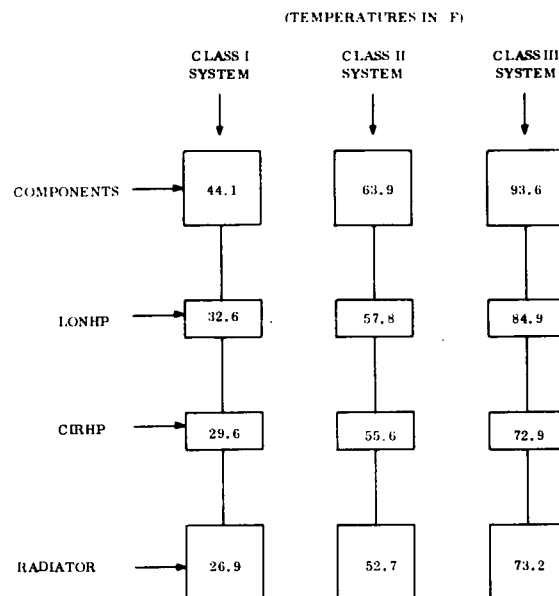 (TEMPERATURES IN F)
CLASS I CLASS II CLASS III
SYSTEM SYSTEM SYSTEM
COMPONENTS 44.1 63.9 93.6
LONHP 32.6 57.8 84.9
CIRHP 29.6 55.6 72.9
RADIATOR 26.9 52.7 73.2